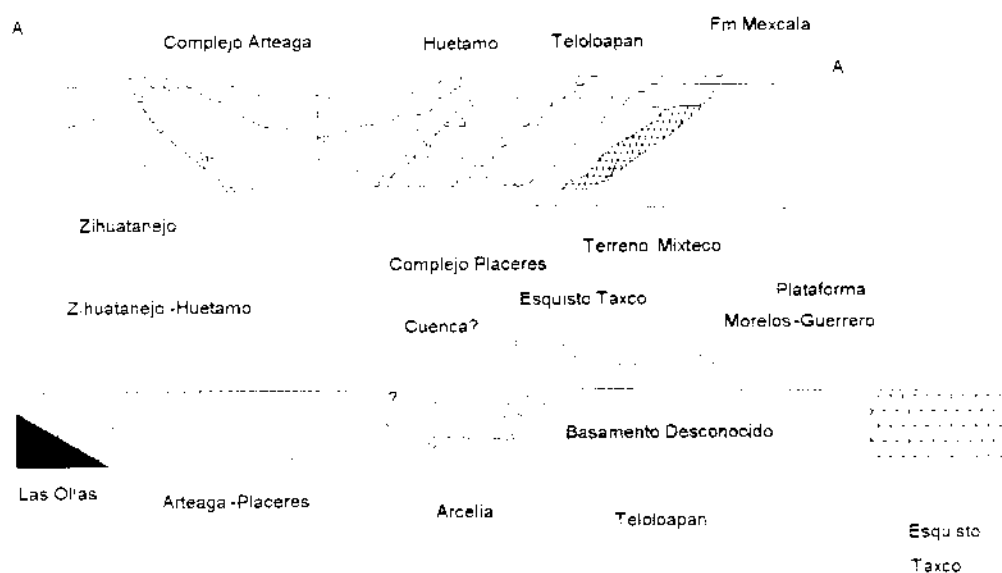 A
Complejo Arteaga
Huetamo
Teloloapan
Fm Mexcala
A
Zihuatanejo
Complejo Placeres
Terreno Mixteco
Zihuatanejo -Huetamo
Cuenca?
Esquisto Taxco
Plataforma
Morelos-Guerrero
?
Basamento Desconocido
Las Ollas
Arteaga -Placeres
Arcelia
Teloloapan
Esquisto
Taxco